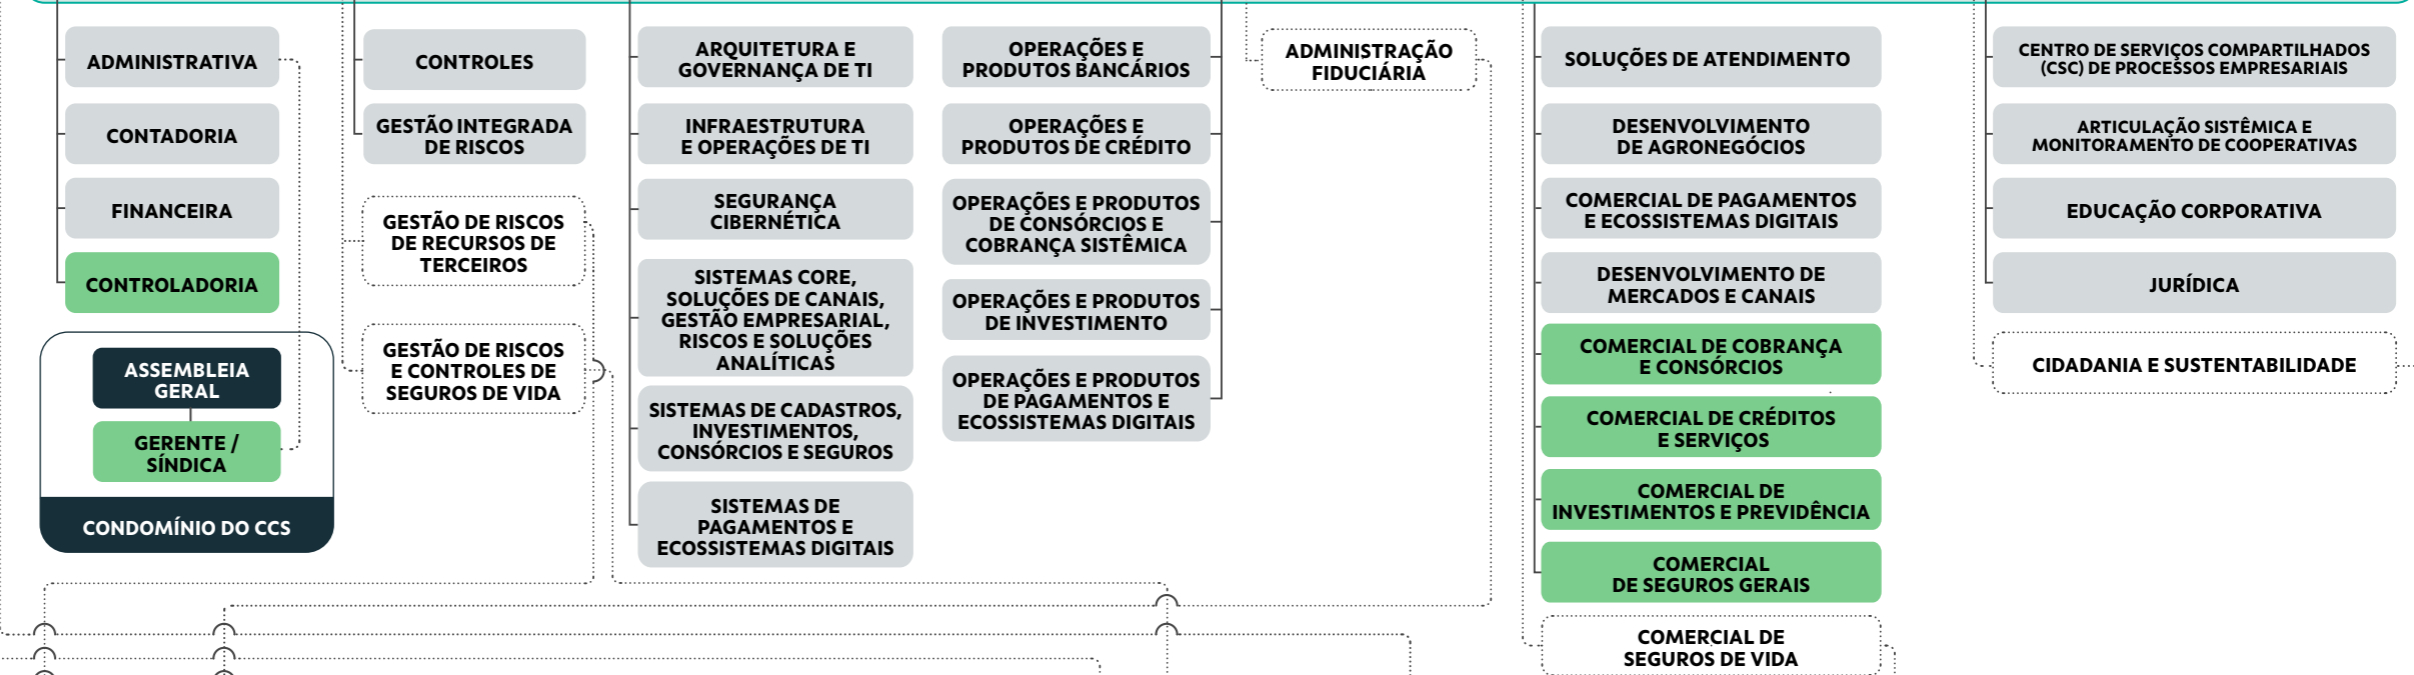 ADMINISTRATIVA
CONTADORIA
FINANCEIRA
CONTROLADORIA
ASSEMBLEIA
GERAL
GERENTE /
SÍNDICA
CONDOMÍNIO DO CCS
CONTROLES
GESTÃO INTEGRADA
DE RISCOS
GESTÃO DE RISCOS
DE RECURSOS DE
TERCEIROS
GESTÃO DE RISCOS
E CONTROLES DE
SEGUROS DE VIDA
ARQUITETURA E
GOVERNANÇA DE TI
INFRAESTRUTURA
E OPERAÇÕES DE TI
SEGURANÇA
CIBERNÉTICA
SISTEMAS CORE,
SOLUÇÕES DE CANAIS,
GESTÃO EMPRESARIAL,
RISCOS E SOLUÇÕES
ANALÍTICAS
SISTEMAS DE CADASTROS,
INVESTIMENTOS,
CONSÓRCIOS E SEGUROS
SISTEMAS DE
PAGAMENTOS E
ECOSSISTEMAS DIGITAIS
OPERAÇÕES E
PRODUTOS BANCÁRIOS
OPERAÇÕES E
PRODUTOS DE CRÉDITO
OPERAÇÕES E PRODUTOS
DE CONSÓRCIOS E
COBRANÇA SISTÊMICA
OPERAÇÕES E PRODUTOS
DE INVESTIMENTO
OPERAÇÕES E PRODUTOS
DE PAGAMENTOS E
ECOSSISTEMAS DIGITAIS
ADMINISTRAÇÃO
FIDUCIÁRIA
SOLUÇÕES DE ATENDIMENTO
DESENVOLVIMENTO
DE AGRONEGÓCIOS
COMERCIAL DE PAGAMENTOS
E ECOSSISTEMAS DIGITAIS
DESENVOLVIMENTO DE
MERCADOS E CANAIS
COMERCIAL DE COBRANÇA
E CONSÓRCIOS
COMERCIAL DE CRÉDITOS
E SERVIÇOS
COMERCIAL DE
INVESTIMENTOS E PREVIDÊNCIA
COMERCIAL
DE SEGUROS GERAIS
COMERCIAL DE
SEGUROS DE VIDA
CENTRO DE SERVIÇOS COMPARTILHADOS
(CSC) DE PROCESSOS EMPRESARIAIS
ARTICULAÇÃO SISTÊMICA E
MONITORAMENTO DE COOPERATIVAS
EDUCAÇÃO CORPORATIVA
JURÍDICA
CIDADANIA E SUSTENTABILIDADE